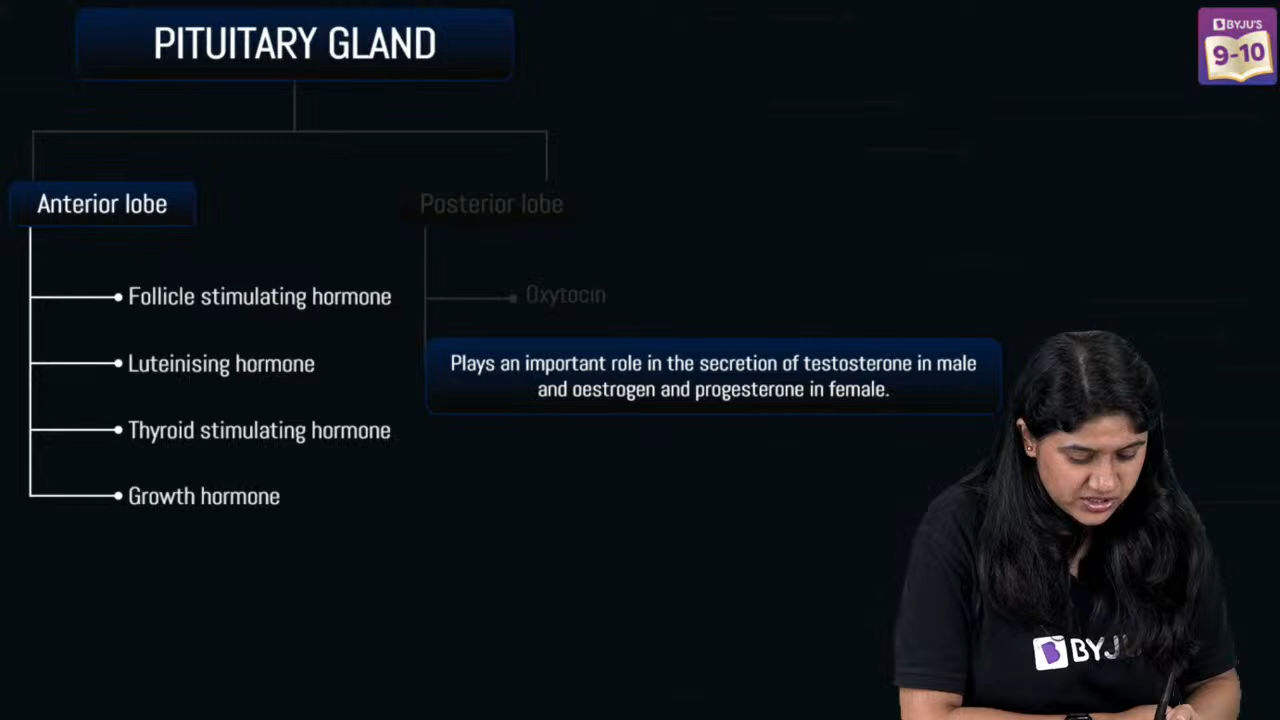 PITUITARY GLAND
BYJU'S
9-10
Anterior lobe
Posterior lobe
Follicle stimulating hormone
Oxytocin
Luteinising hormone
Plays an important role in the secretion of testosterone in male
and oestrogen and progesterone in female.
Thyroid stimulating hormone
Growth hormone